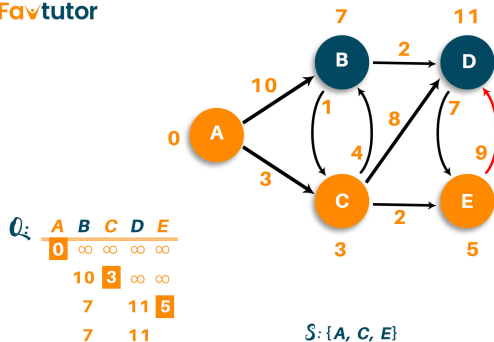 Favtutor
7 11
B 2 D
10 1 8 7
0 A
4 9
3
C 2 E
3 5
Q: A B C D E
0 ∞ ∞ ∞ ∞
10 3 ∞ ∞
7 11 5
7 11
S: {A, C, E}